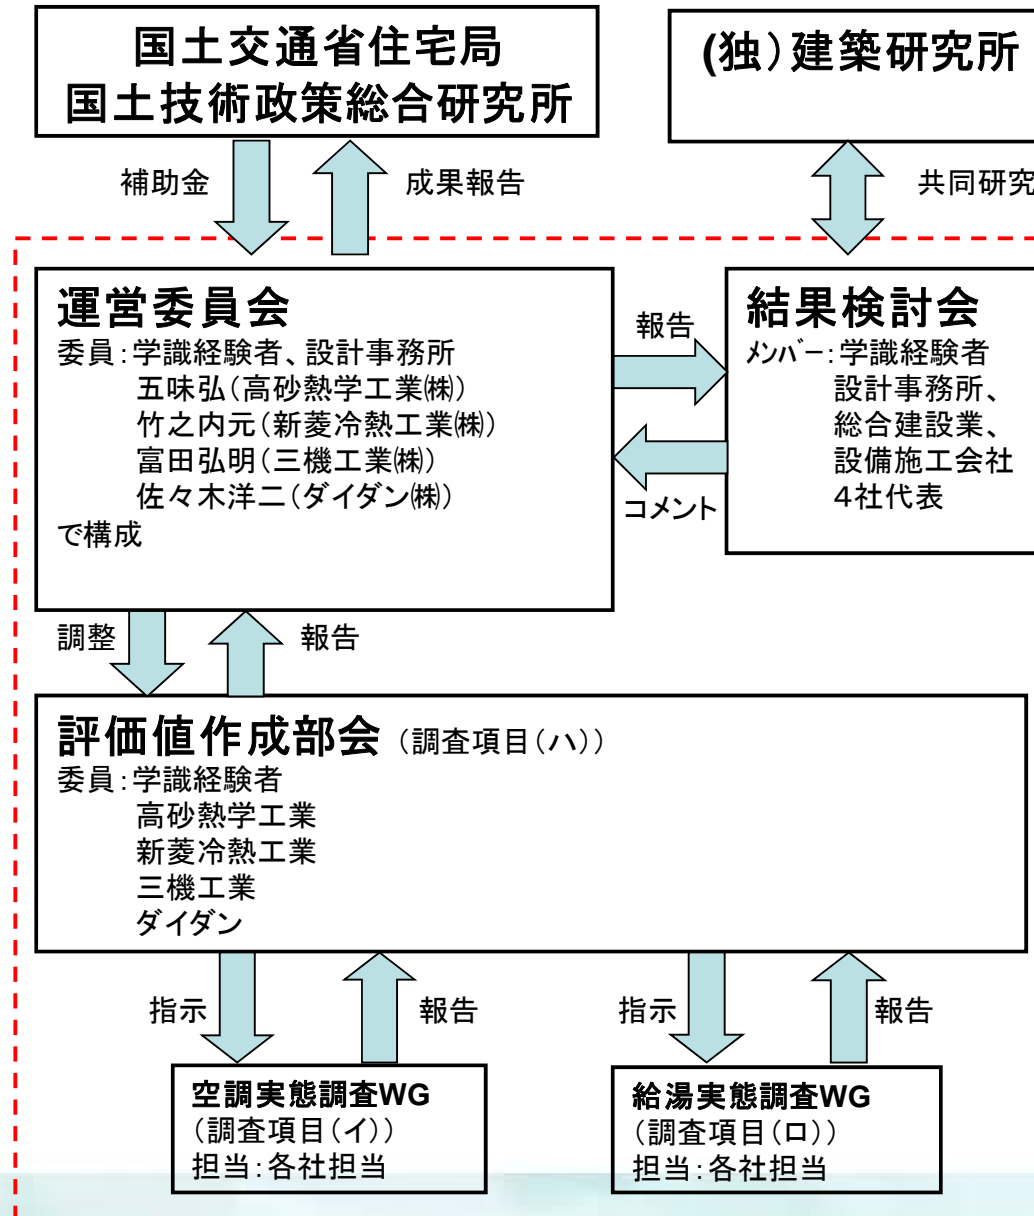 国土交通省住宅局
国土技術政策総合研究所
(独)建築研究所
補助金
成果報告
共同研究
運営委員会
委員:学識経験者、設計事務所
五味弘(高砂熱学工業㈱)
竹之内元(新菱冷熱工業㈱)
富田弘明(三機工業㈱)
佐々木洋二(ダイダン㈱)
で構成
報告
コメント
結果検討会
ﾒﾝﾊﾞｰ:学識経験者
設計事務所、
総合建設業、
設備施工会社
4社代表
調整
報告
評価値作成部会(調査項目(ハ))
委員:学識経験者
高砂熱学工業
新菱冷熱工業
三機工業
ダイダン
指示
報告
指示
報告
空調実態調査WG
(調査項目(イ))
担当:各社担当
給湯実態調査WG
(調査項目(ロ))
担当:各社担当